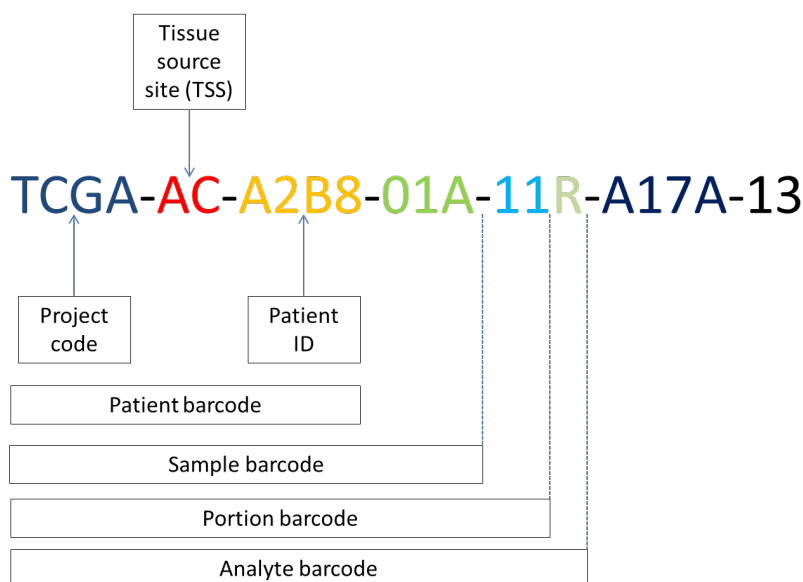 Tissue
source
site (TSS)
TCGA-AC-A2B8-01A-11R-A17A-13
Project
code
Patient
ID
Patient barcode
Sample barcode
Portion barcode
Analyte barcode